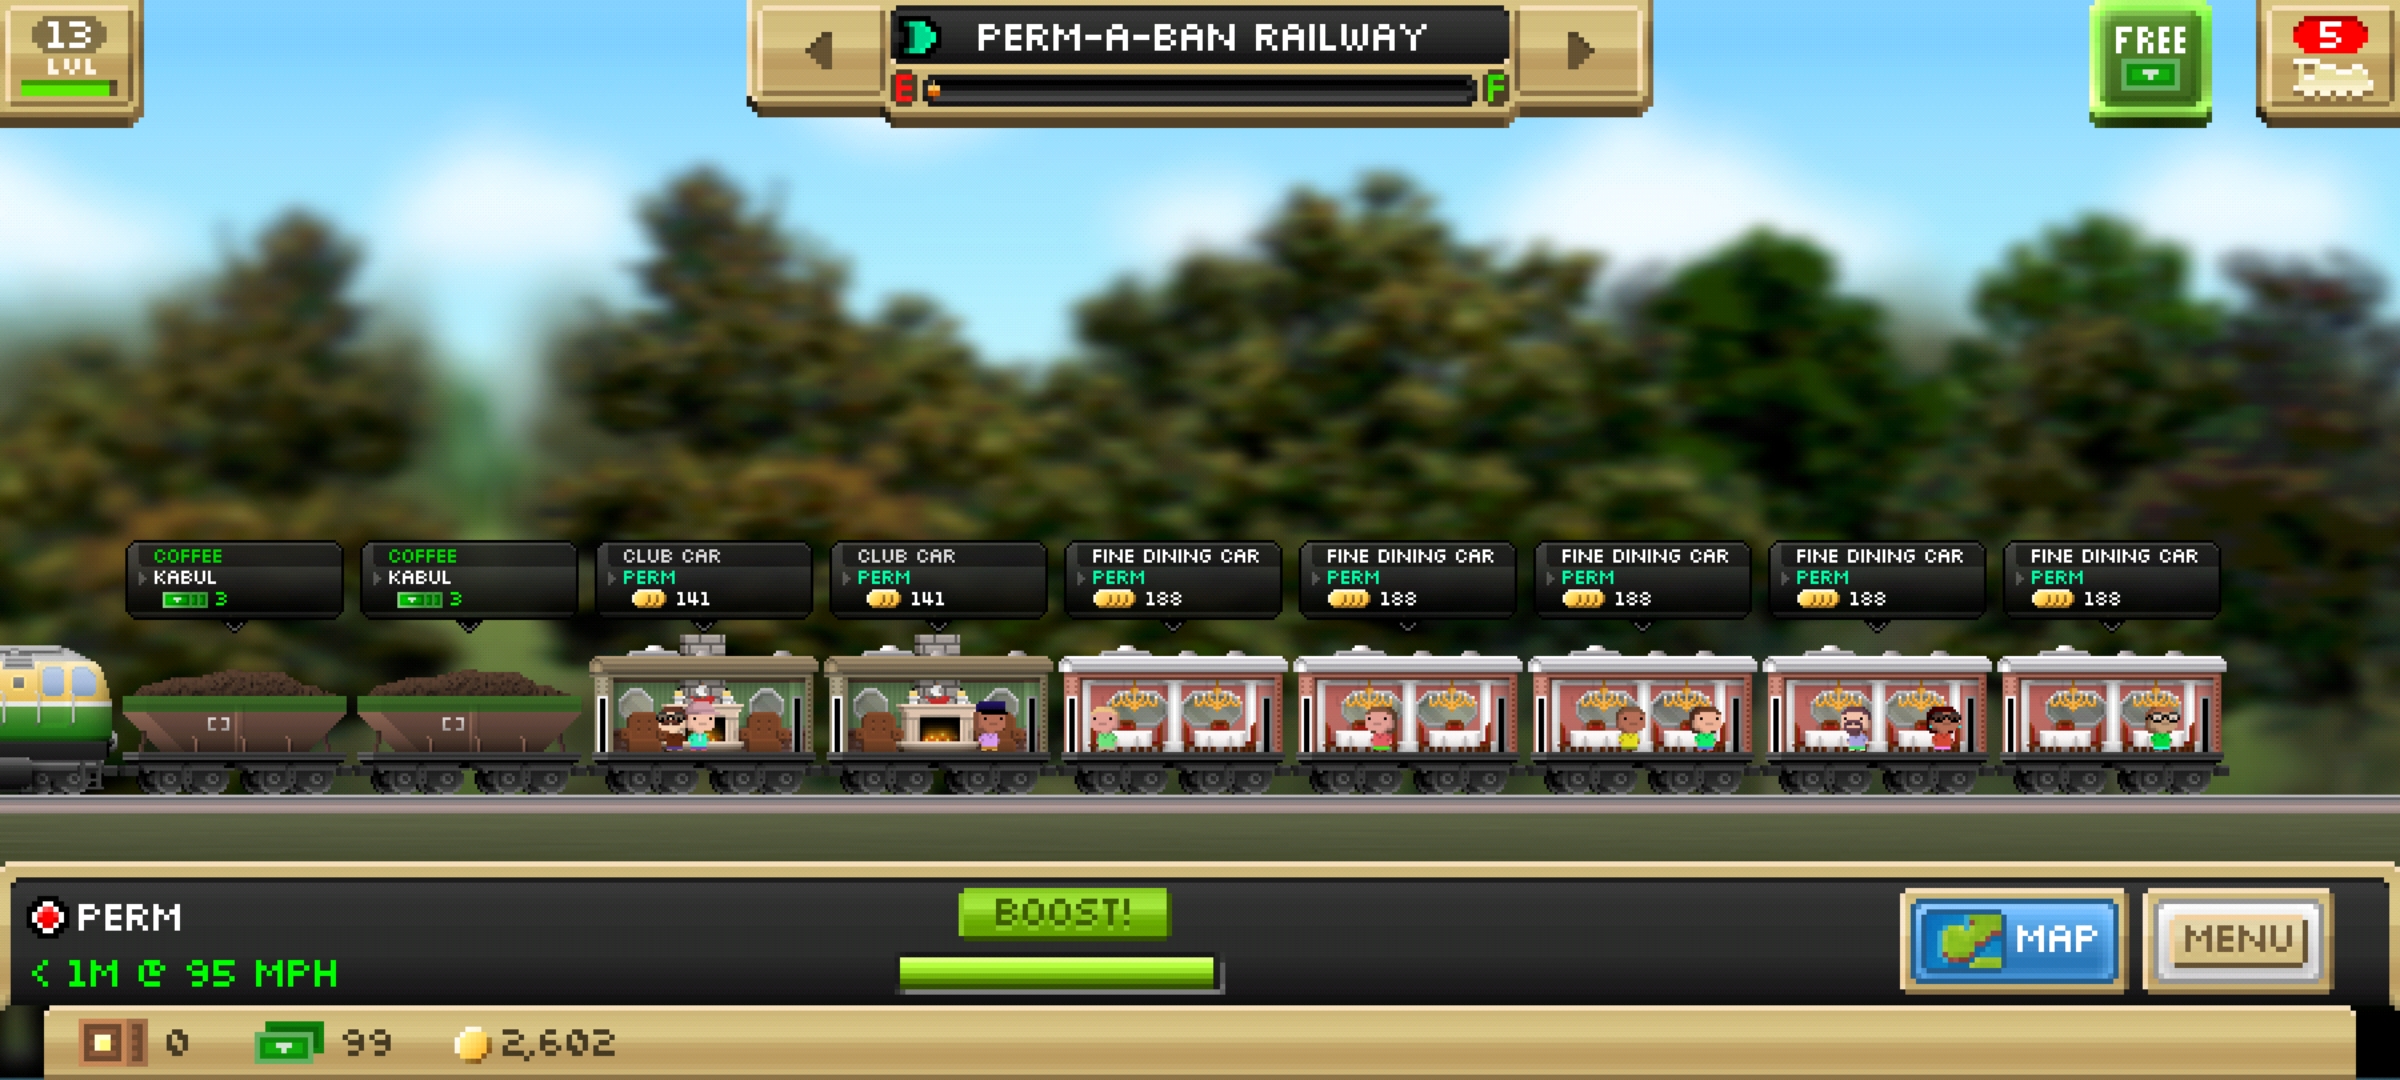 13
LVL
PERM-A-BAN RAILWAY
E F
FREE
5
COFFEE
KABUL
3
COFFEE
KABUL
3
CLUB CAR
PERM
141
CLUB CAR
PERM
141
FINE DINING CAR
PERM
188
FINE DINING CAR
PERM
188
FINE DINING CAR
PERM
188
FINE DINING CAR
PERM
188
FINE DINING CAR
PERM
188
PERM
< 1M @ 95 MPH
BOOST!
MAP
MENU
0 99 2,602